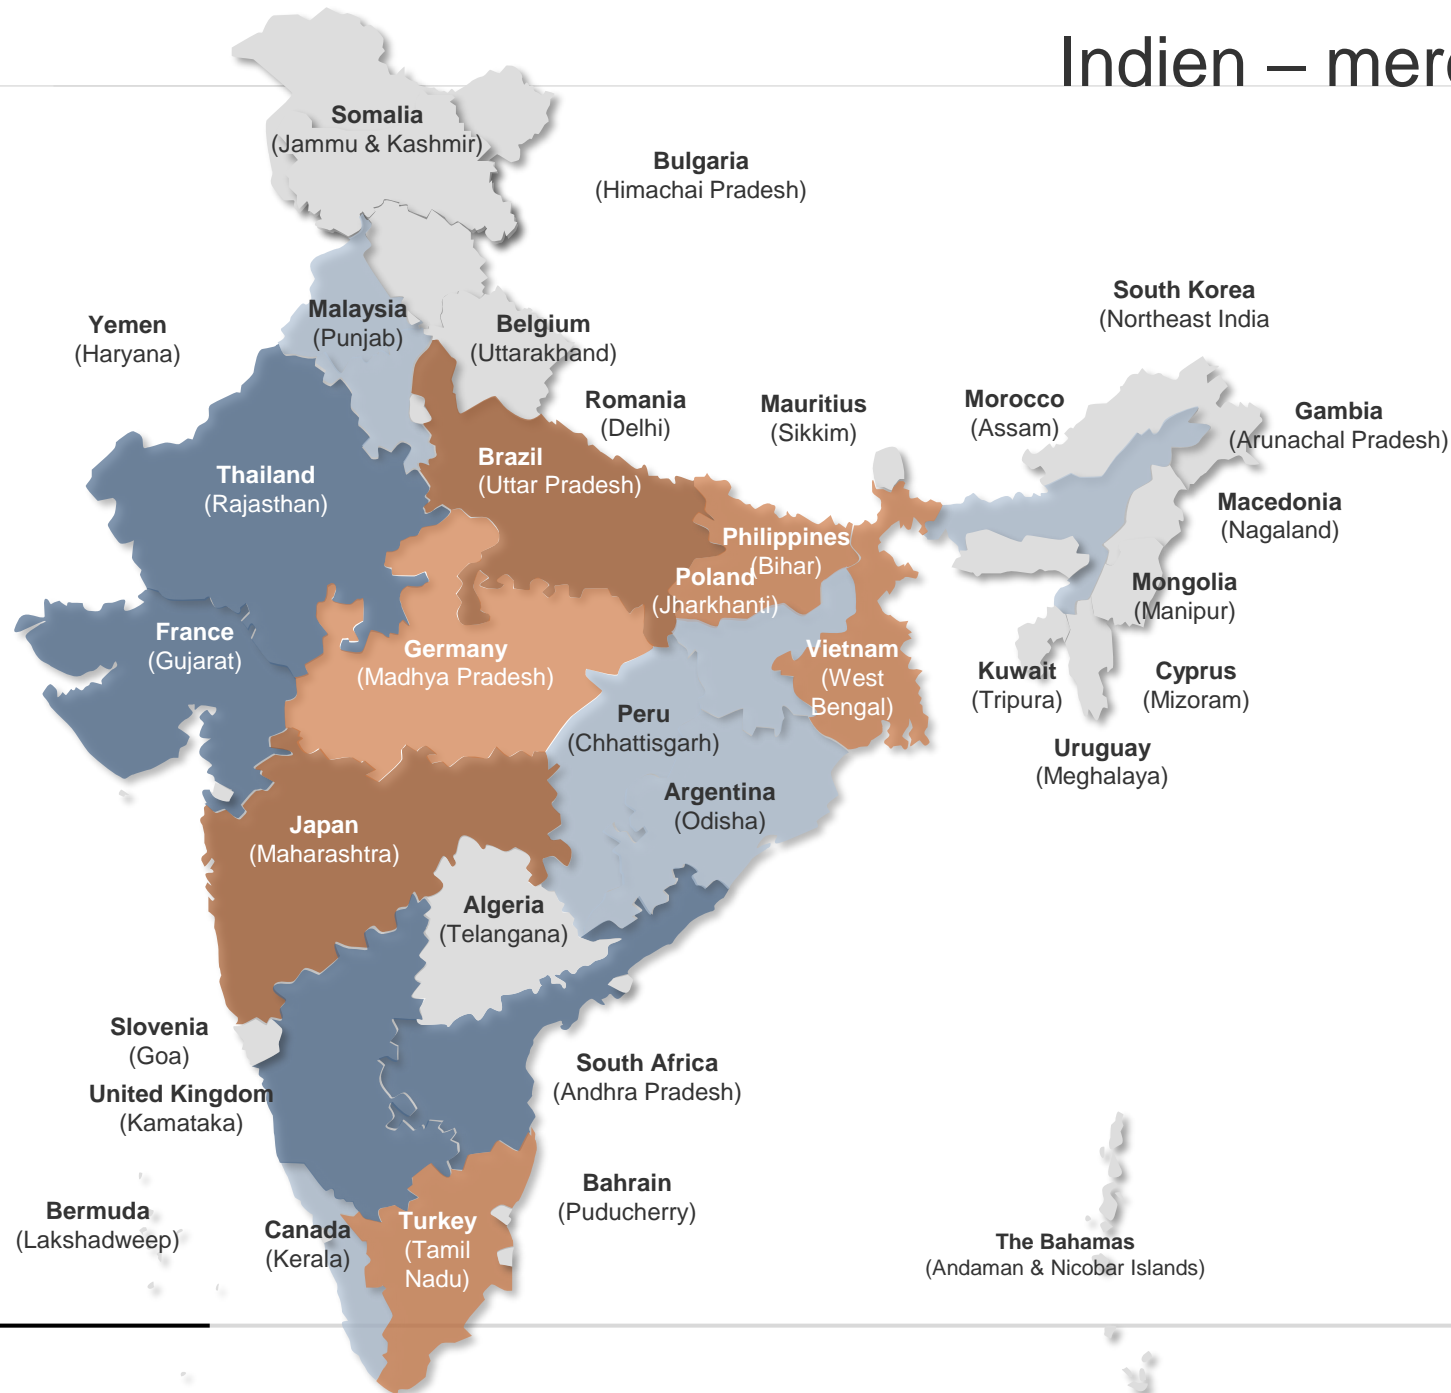 Indien – mer
Somalia
(Jammu & Kashmir)
Bulgaria
(Himachai Pradesh)
South Korea
(Northeast India
Malaysia
(Punjab)
Yemen
(Haryana)
Belgium
(Uttarakhand)
Romania
(Delhi)
Mauritius
(Sikkim)
Morocco
(Assam)
Gambia
(Arunachal Pradesh)
Brazil
(Uttar Pradesh)
Thailand
(Rajasthan)
Macedonia
(Nagaland)
Philippines
(Bihar)
Poland
(Jharkhanti)
Mongolia
(Manipur)
France
(Gujarat)
Germany
(Madhya Pradesh)
Vietnam
(West
Bengal)
Kuwait
(Tripura)
Cyprus
(Mizoram)
Peru
(Chhattisgarh)
Uruguay
(Meghalaya)
Argentina
(Odisha)
Japan
(Maharashtra)
Algeria
(Telangana)
Slovenia
(Goa)
South Africa
(Andhra Pradesh)
United Kingdom
(Kamataka)
Bahrain
(Puducherry)
Bermuda
(Lakshadweep)
Canada
(Kerala)
Turkey
(Tamil
Nadu)
The Bahamas
(Andaman & Nicobar Islands)